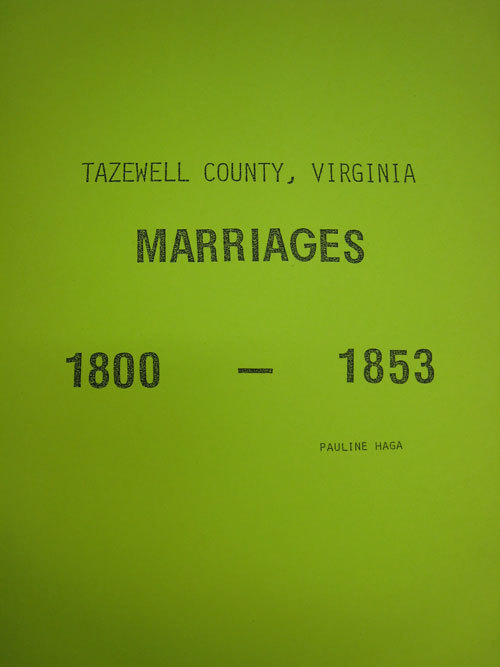 TAZEWELL COUNTY, VIRGINIA
MARRIAGES
1800 — 1853
PAULINE HAGA